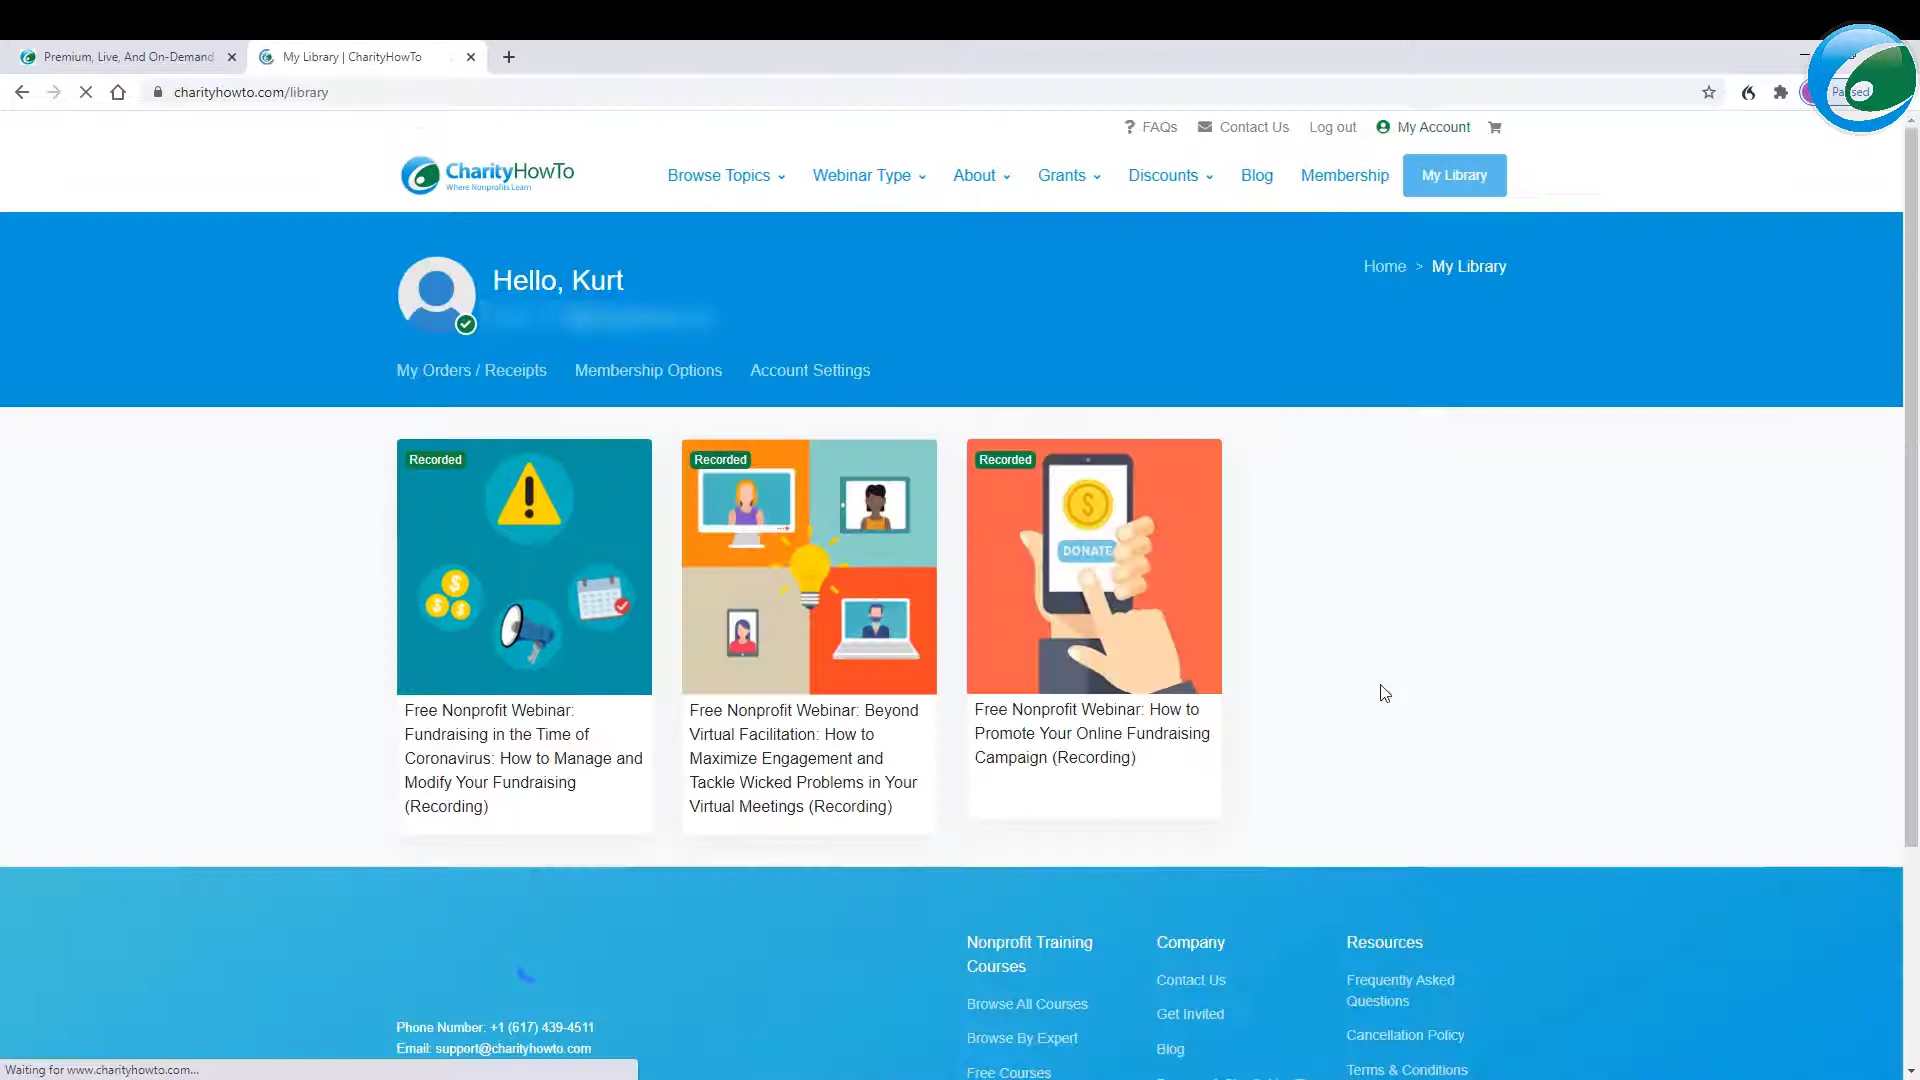 Premium, Live, And On-Demand
My Library | CharityHowTo
charityhowto.com/library
Paused
FAQs
Contact Us
Log out
My Account
CharityHowTo
Where Nonprofits Learn
Browse Topics
Webinar Type
About
Grants
Discounts
Blog
Membership
My Library
Hello, Kurt
Home > My Library
My Orders / Receipts
Membership Options
Account Settings
Recorded
Free Nonprofit Webinar:
Fundraising in the Time of
Coronavirus: How to Manage and
Modify Your Fundraising
(Recording)
Recorded
Free Nonprofit Webinar: Beyond
Virtual Facilitation: How to
Maximize Engagement and
Tackle Wicked Problems in Your
Virtual Meetings (Recording)
Recorded
DONATE
Free Nonprofit Webinar: How to
Promote Your Online Fundraising
Campaign (Recording)
Phone Number: +1 (617) 439-4511
Email: support@charityhowto.com
Nonprofit Training
Courses
Browse All Courses
Browse By Expert
Free Courses
Company
Contact Us
Get Invited
Blog
Resources
Frequently Asked
Questions
Cancellation Policy
Terms & Conditions
Waiting for www.charityhowto.com...